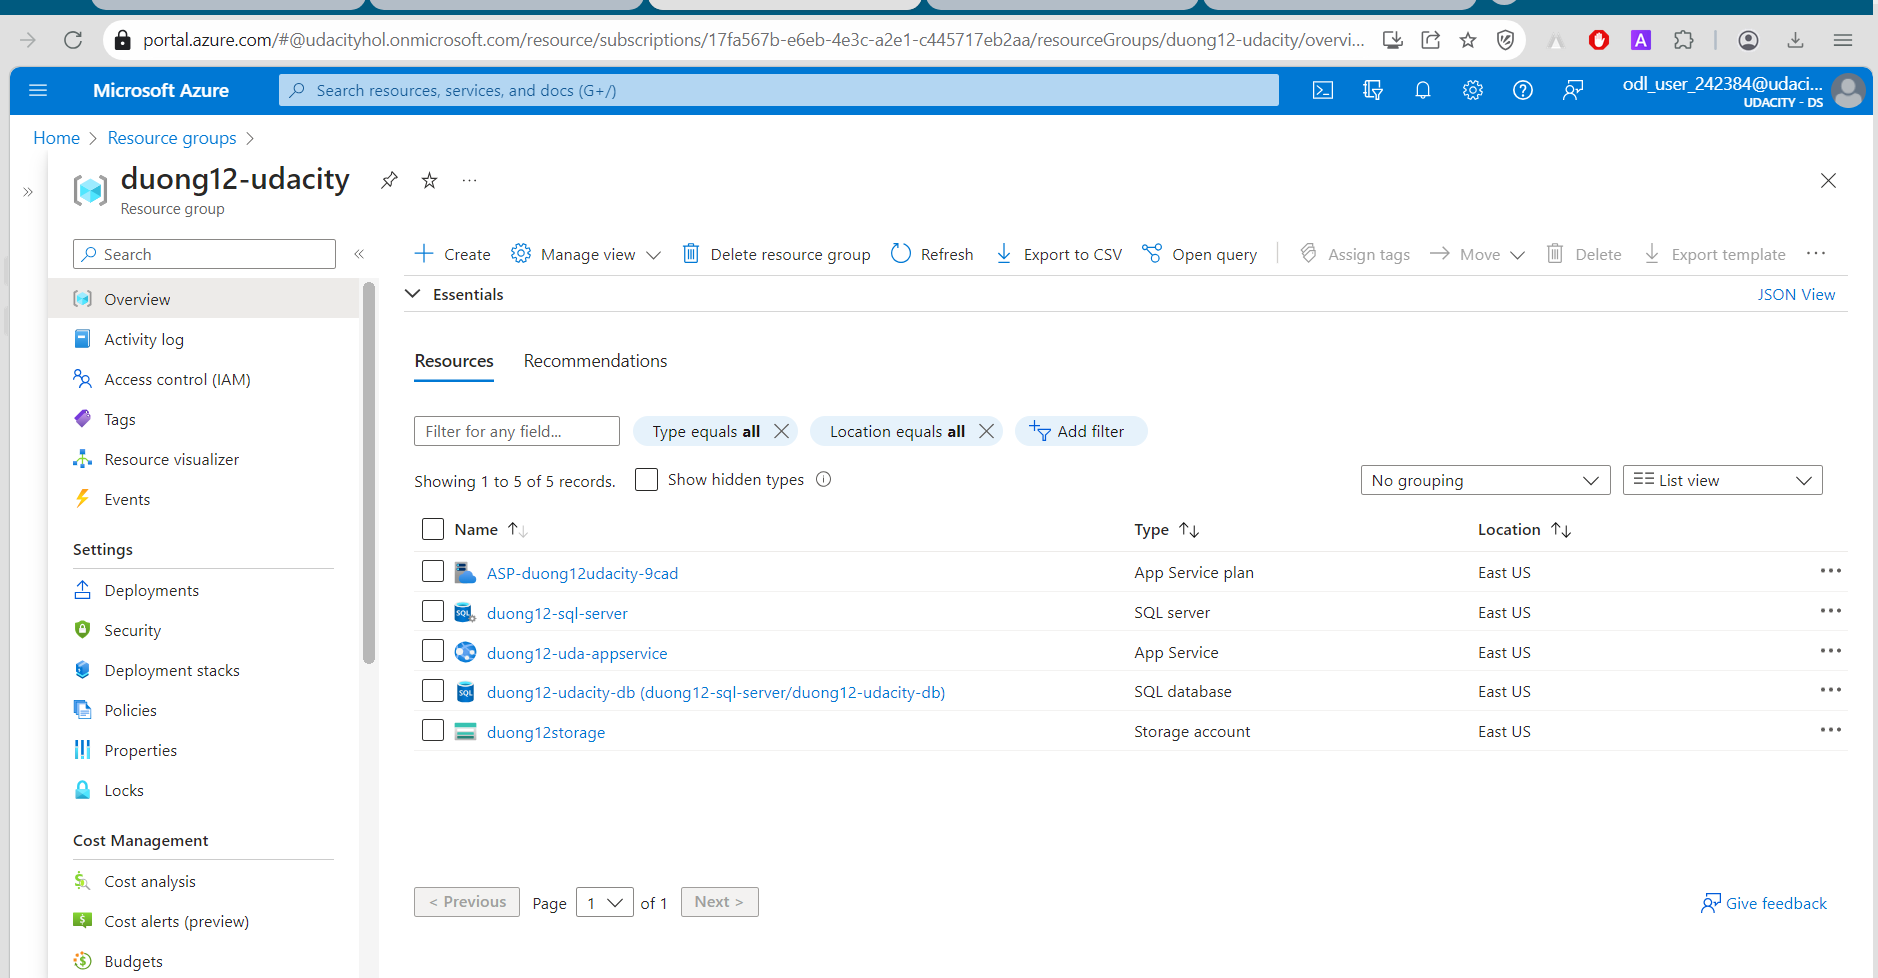 portal.azure.com/#@udacityhol.onmicrosoft.com/resource/subscriptions/17fa567b-e6eb-4e3c-a2e1-c445717eb2aa/resourceGroups/duong12-udacity/overvi...
Microsoft Azure
Search resources, services, and docs (G+/)
odl_user_242384@udaci...
UDACITY - DS
Home > Resource groups >
duong12-udacity
Resource group
Search
Create
Manage view
Delete resource group
Refresh
Export to CSV
Open query
Assign tags
Move
Delete
Export template
Overview
Activity log
Access control (IAM)
Tags
Resource visualizer
Events
Settings
Deployments
Security
Deployment stacks
Policies
Properties
Locks
Cost Management
Cost analysis
Cost alerts (preview)
Budgets
Essentials
JSON View
Resources
Recommendations
Filter for any field...
Type equals all
Location equals all
Add filter
Showing 1 to 5 of 5 records.
Show hidden types
No grouping
List view
Name
Type
Location
ASP-duong12udacity-9cad
App Service plan
East US
duong12-sql-server
SQL server
East US
duong12-uda-appservice
App Service
East US
duong12-udacity-db (duong12-sql-server/duong12-udacity-db)
SQL database
East US
duong12storage
Storage account
East US
< Previous
Page
1
of 1
Next >
Give feedback